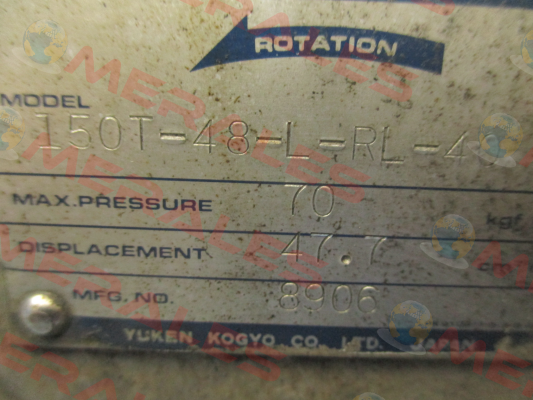 ROTATION
MODEL
150T-48-L-RL-4
MAX.PRESSURE 70 kgf
DISPLACEMENT 47.7 cm
MFG. NO. 8906
YUKEN KOGYO CO. LTD. JAPAN
MERALES